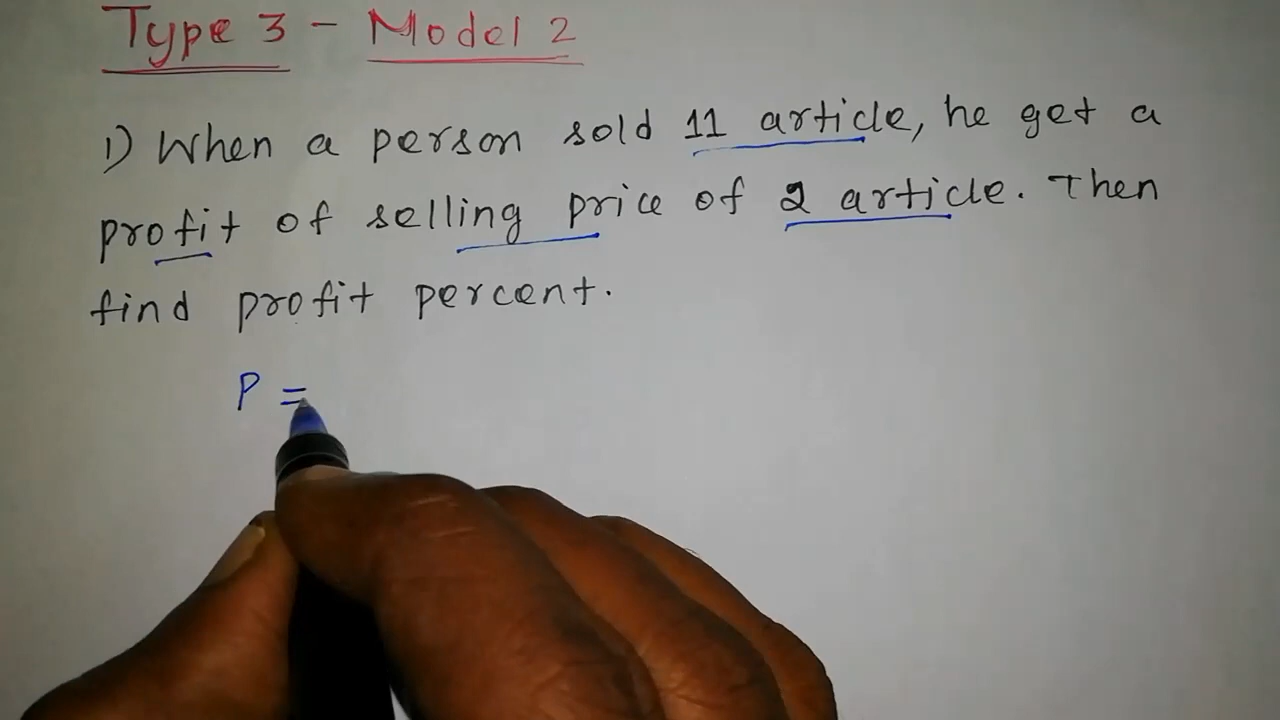 Type 3 - Model 2
1) When a person sold 11 article, he get a
profit of selling price of 2 article. Then
find profit percent.
P =